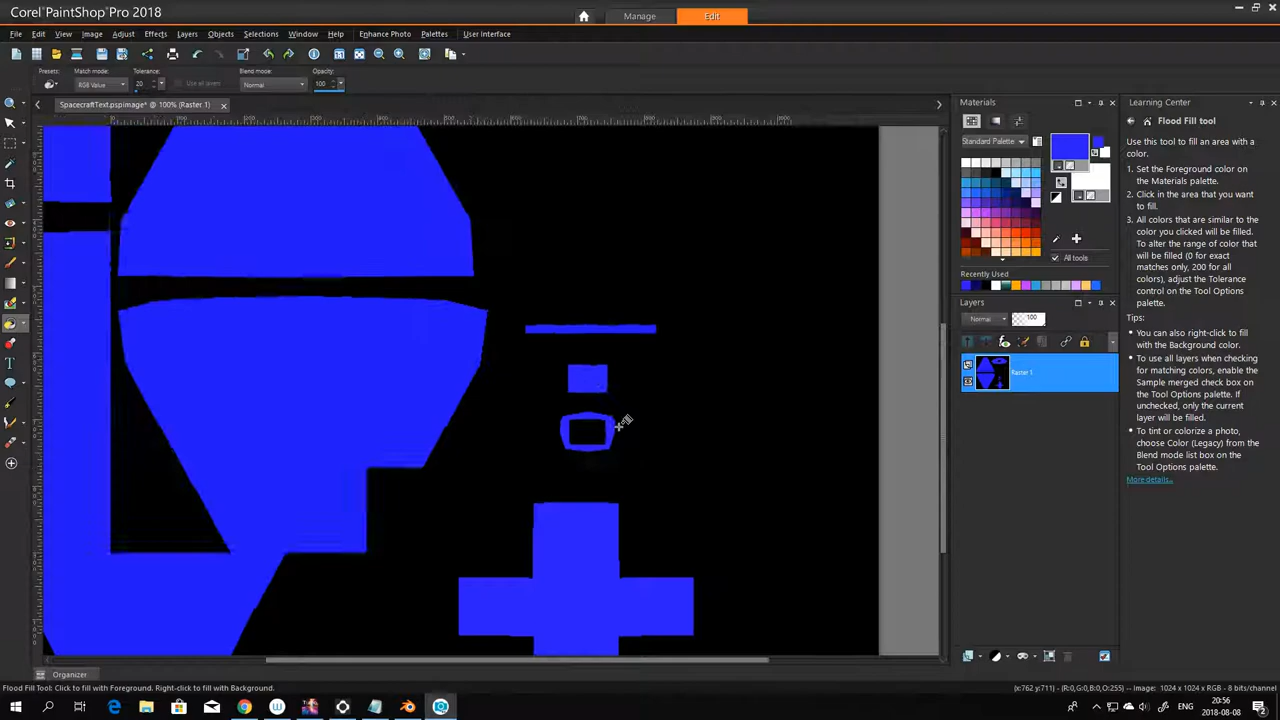 Corel®PaintShop®Pro 2018
Manage
Edit
File Edit View Image Adjust Effects Layers Objects Selections Window Help Enhance Photo Palettes User Interface
Presets: Match mode: Tolerance: Blend mode: Opacity:
RGB Value 20 Use all layers Normal 100
SpacecraftText.pspimage* @ 100% (Raster 1)
Materials
Standard Palette
All tools
Recently Used
Layers
Normal 100
Raster 1
Learning Center
Flood Fill tool
Use this tool to fill an area with a
color.
1. Set the Foreground color on
the Materials palette.
2. Click in the area that you want
to fill.
3. All colors that are similar to the
color you clicked will be filled.
To alter the range of color that
will be filled (0 for exact
matches only, 200 for all
colors), adjust the Tolerance
control on the Tool Options
palette.
Tips:
• You can also right-click to fill
with the Background color.
• To use all layers when checking
for matching colors, enable the
Sample merged check box on
the Tool Options palette. If
unchecked, only the current
layer will be filled.
• To tint or colorize a photo,
choose Color (Legacy) from the
Blend mode list box on the
Tool Options palette.
More details..
Organizer
Flood Fill Tool: Click to fill with Foreground. Right-click to fill with Background.
(x:762 y:711) -- (R:0,G:0,B:0,O:255) -- Image: 1024 x 1024 x RGB - 8 bits/channel
ENG
20:56
2018-08-08